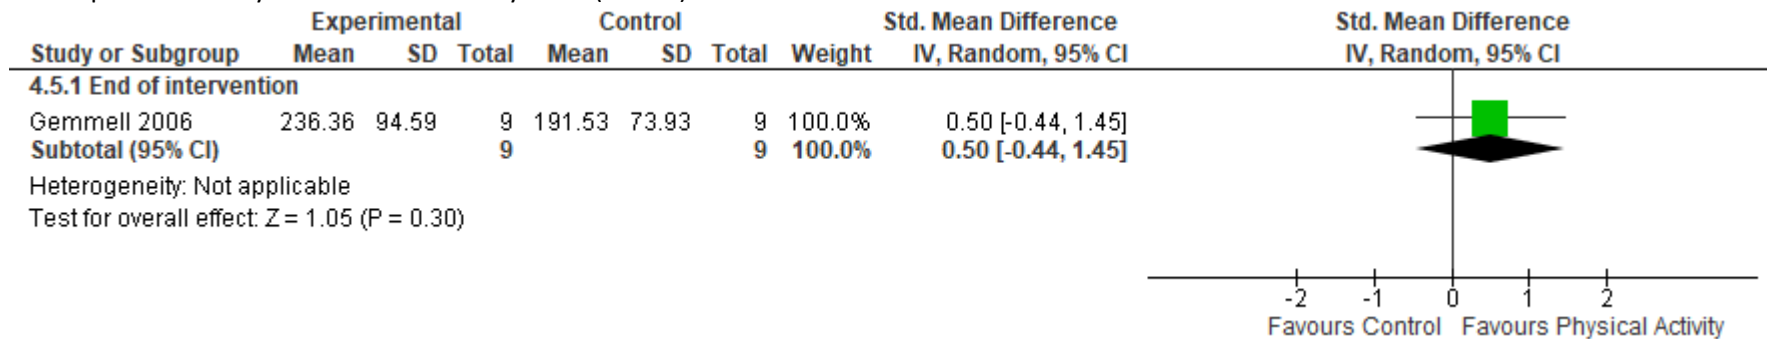 Experimental Control Std. Mean Difference Std. Mean Difference
Study or Subgroup Mean SD Total Mean SD Total Weight IV, Random, 95% CI IV, Random, 95% CI
4.5.1 End of intervention
Gemmell 2006 236.36 94.59 9 191.53 73.93 9 100.0% 0.50 [-0.44, 1.45]
Subtotal (95% CI) 9 9 100.0% 0.50 [-0.44, 1.45]
Heterogeneity: Not applicable
Test for overall effect: Z = 1.05 (P = 0.30)
-2 -1 0 1 2
Favours Control Favours Physical Activity